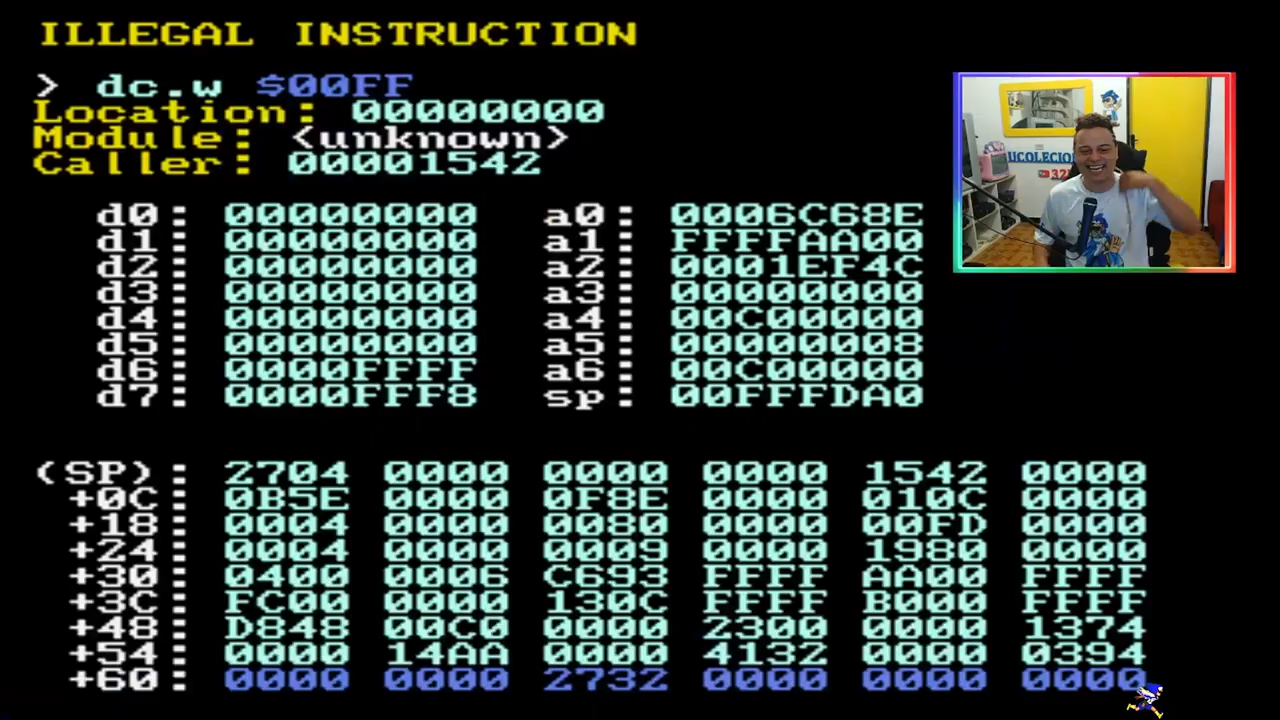 ILLEGAL INSTRUCTION
> dc.w $00FF
Location: 00000000
Module: <unknown>
Caller: 00001542
d0: 00000000 a0: 0006C68E
d1: 00000000 a1: FFFFAA00
d2: 00000000 a2: 0001EF4C
d3: 00000000 a3: 00000000
d4: 00000000 a4: 00C00000
d5: 00000000 a5: 00000008
d6: 0000FFFF a6: 00C00000
d7: 0000FFF8 sp: 00FFFDA0
(SP): 2704 0000 0000 0000 1542 0000
+0C: 0B5E 0000 0F8E 0000 010C 0000
+18: 0004 0000 0080 0000 00FD 0000
+24: 0004 0000 0009 0000 1980 0000
+30: 0400 0006 C693 FFFF AA00 FFFF
+3C: FC00 0000 130C FFFF B000 FFFF
+48: D848 00C0 0000 2300 0000 1374
+54: 0000 14AA 0000 4132 0000 0394
+60: 0000 0000 2732 0000 0000 0000
UCOLECIO